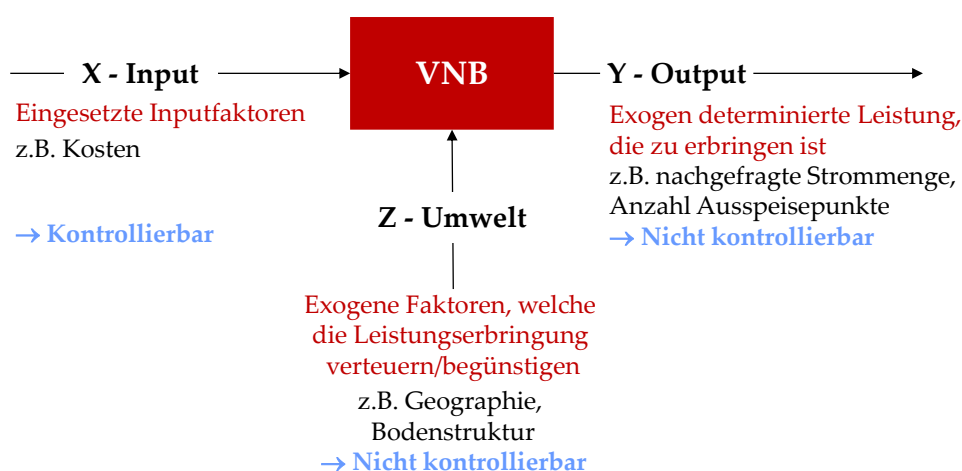 X - Input
Eingesetzte Inputfaktoren
z.B. Kosten
→ Kontrollierbar
VNB
Y - Output
Exogen determinierte Leistung,
die zu erbringen ist
z.B. nachgefragte Strommenge,
Anzahl Ausspeisepunkte
→ Nicht kontrollierbar
Z - Umwelt
Exogene Faktoren, welche
die Leistungserbringung
verteuern/begünstigen
z.B. Geographie,
Bodenstruktur
→ Nicht kontrollierbar